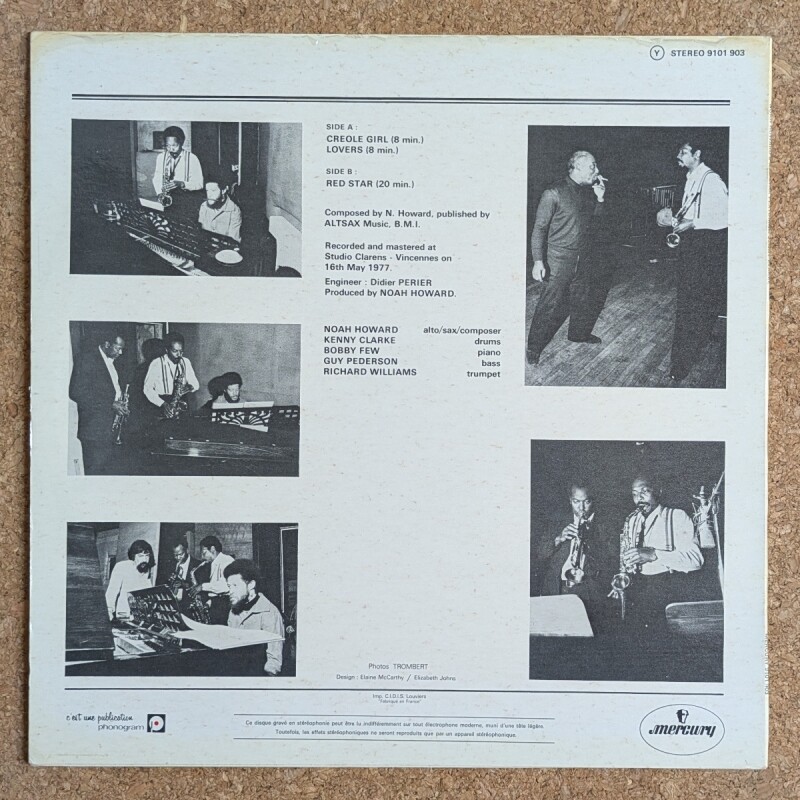 Y STEREO 9101 903
SIDE A :
CREOLE GIRL (8 min.)
LOVERS (8 min.)
SIDE B :
RED STAR (20 min.)
Composed by N. Howard, published by
ALTSAX Music, B.M.I.
Recorded and mastered at
Studio Clarens - Vincennes on
16th May 1977.
Engineer : Didier PERIER
Produced by NOAH HOWARD.
NOAH HOWARD alto/sax/composer
KENNY CLARKE drums
BOBBY FEW piano
GUY PEDERSON bass
RICHARD WILLIAMS trumpet
Photos TROMBERT
Design : Elaine McCarthy / Elizabeth Johns
Imp. C.I.D.I.S. Louviers
"Fabriqué en France"
c'est une publication
phonogram
Ce disque gravé en stéréophonie peut être lu indifféremment sur tout électrophone moderne, muni d'une tête légère.
Toutefois, les effets stéréophoniques ne seront reproduits que par un appareil stéréophonique.
mercury